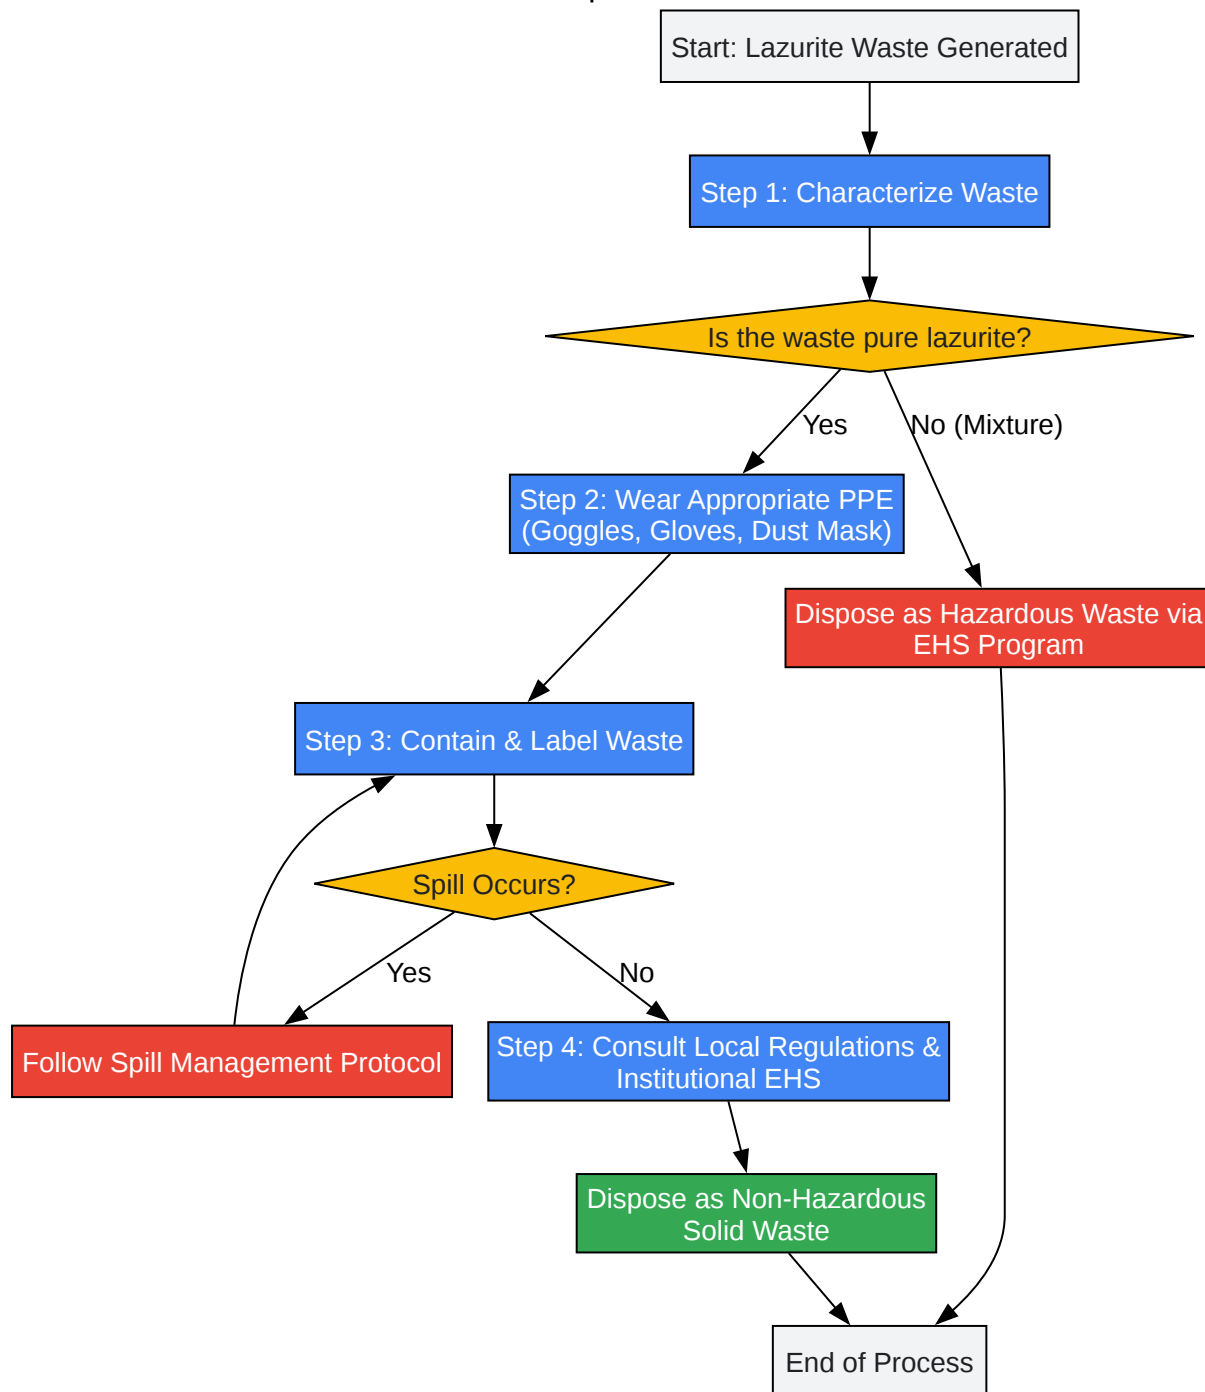 Start: Lazurite Waste Generated
Step 1: Characterize Waste
Is the waste pure lazurite?
Yes
No (Mixture)
Step 2: Wear Appropriate PPE
(Goggles, Gloves, Dust Mask)
Dispose as Hazardous Waste via
EHS Program
Step 3: Contain & Label Waste
Spill Occurs?
Yes
No
Follow Spill Management Protocol
Step 4: Consult Local Regulations &
Institutional EHS
Dispose as Non-Hazardous
Solid Waste
End of Process